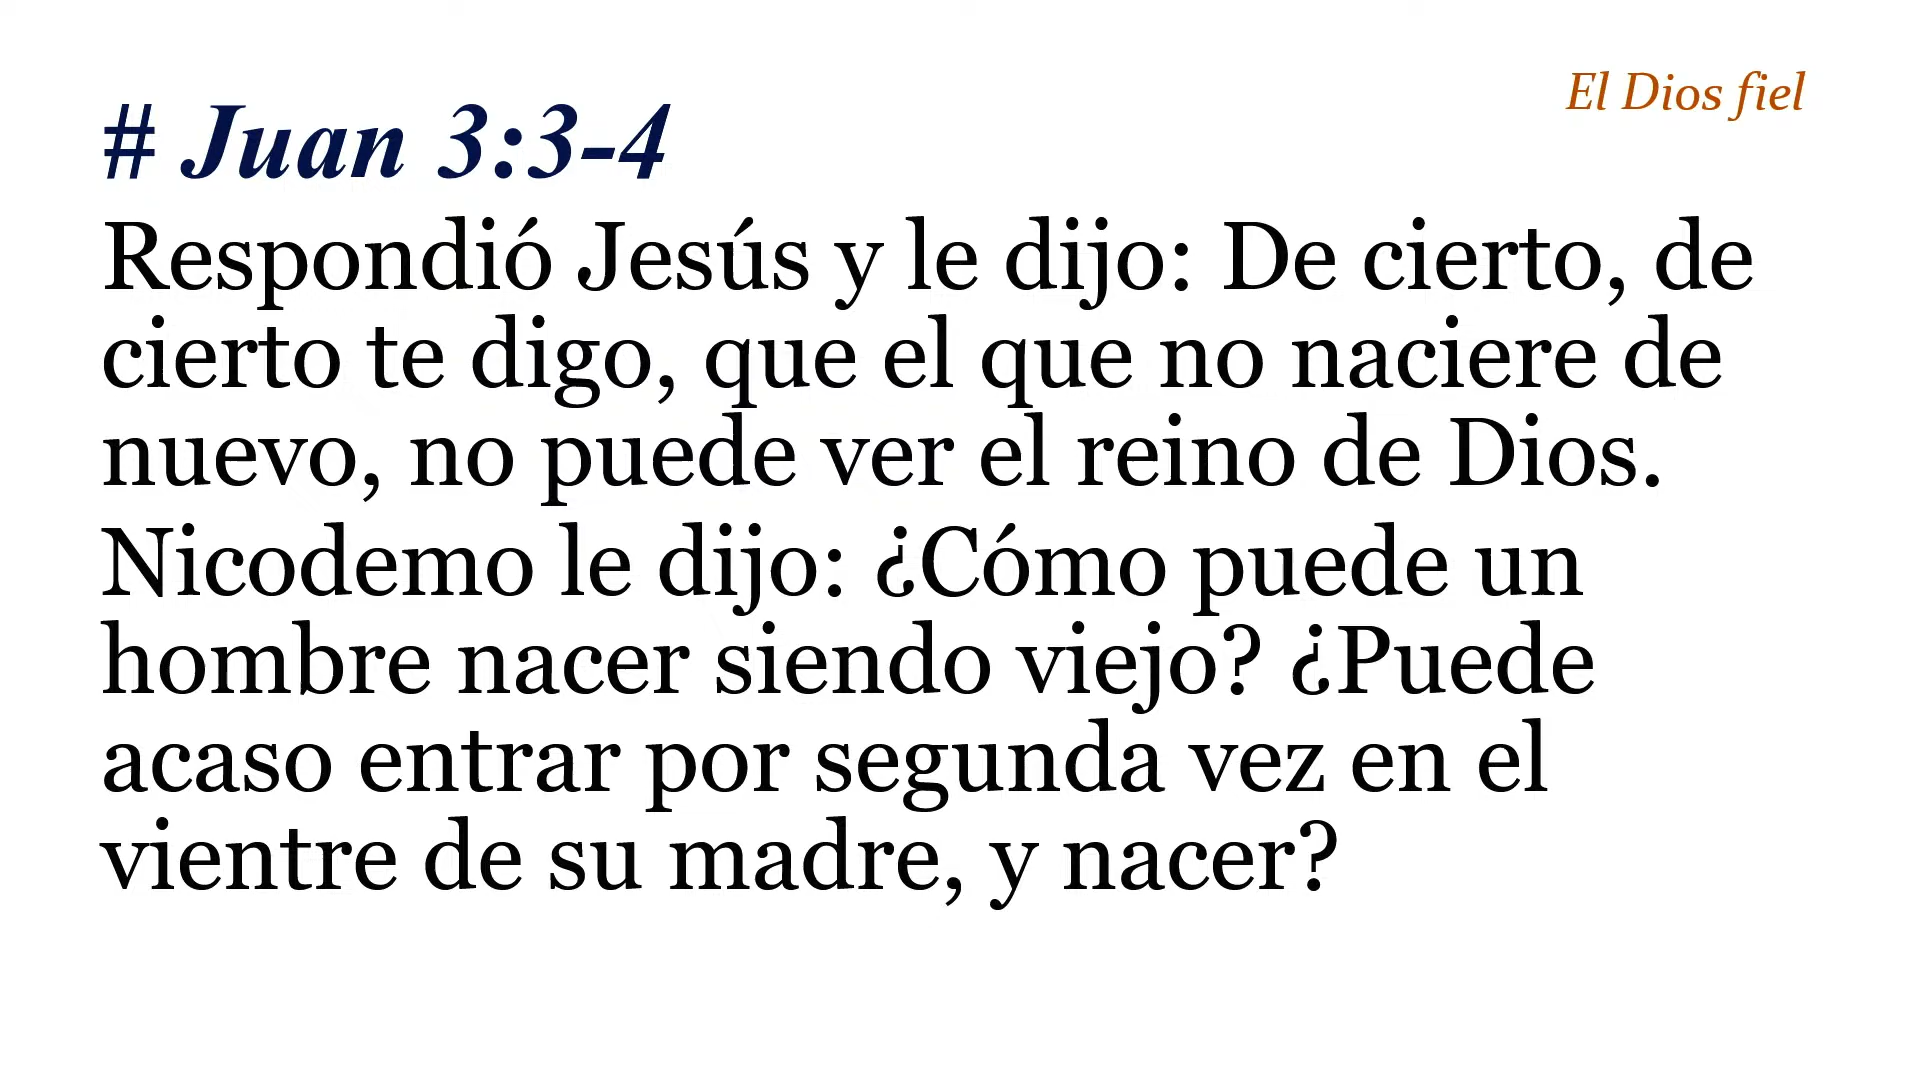 El Dios fiel
# Juan 3:3-4
Respondió Jesús y le dijo: De cierto, de
cierto te digo, que el que no naciere de
nuevo, no puede ver el reino de Dios.
Nicodemo le dijo: ¿Cómo puede un
hombre nacer siendo viejo? ¿Puede
acaso entrar por segunda vez en el
vientre de su madre, y nacer?